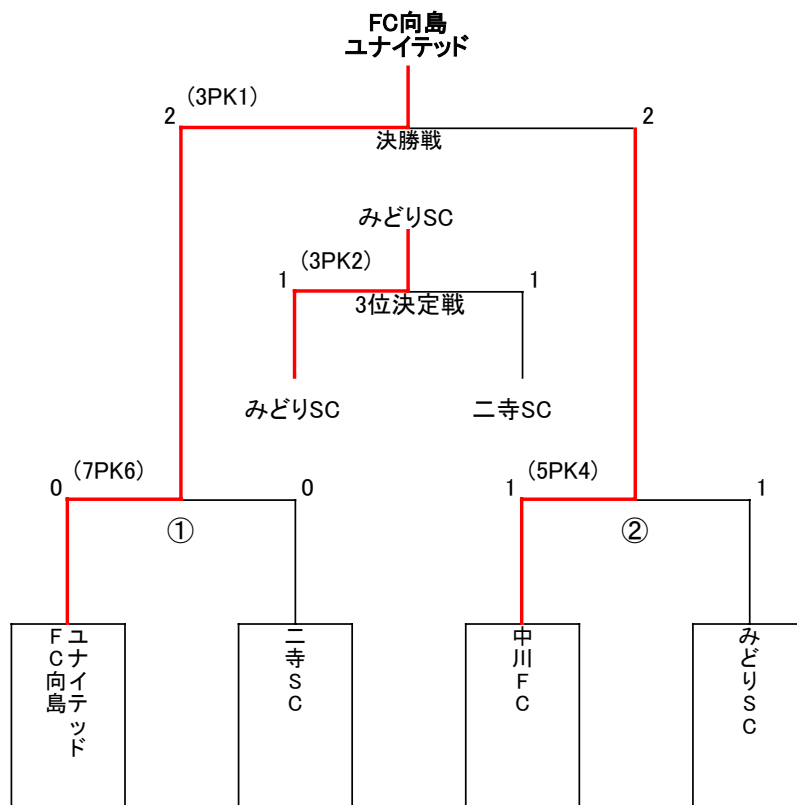 FC向島
ユナイテッド
(3PK1)
2
2
決勝戦
みどりSC
(3PK2)
1
1
3位決定戦
みどりSC
二寺SC
(7PK6)
0
0
(5PK4)
1
1
①
②
FC向島
ユナイテッド
二寺SC
中川FC
みどりSC